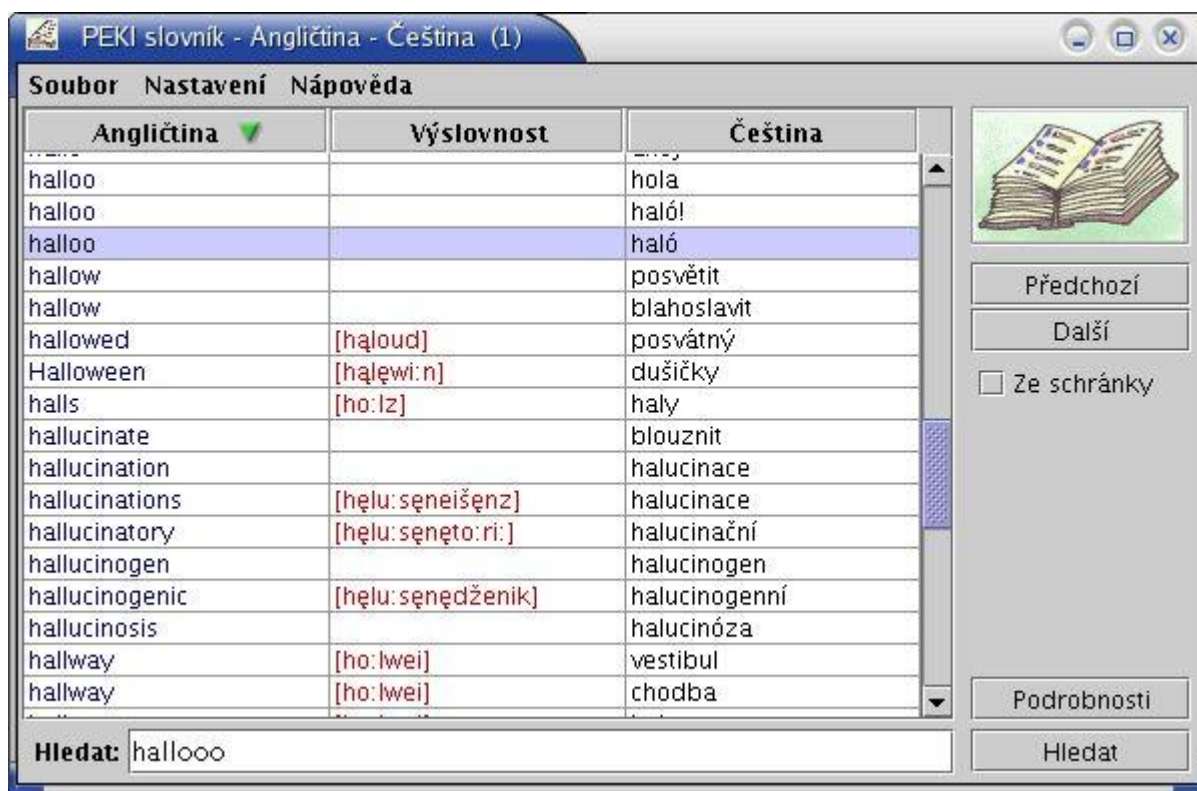 PEKI slovník - Angličtina - Čeština (1)
Soubor Nastavení Nápověda
Angličtina Výslovnost Čeština
halloo hola
halloo haló!
halloo haló
hallow posvětit
hallow blahoslavit
hallowed [hąloud] posvátný
Halloween [hąlęwi:n] dušičky
halls [ho:lz] haly
hallucinate blouznit
hallucination halucinace
hallucinations [hęlu:sęneišęnz] halucinace
hallucinatory [hęlu:sęnęto:ri:] halucinační
hallucinogen halucinogen
hallucinogenic [hęlu:sęnędženik] halucinogenní
hallucinosis halucinóza
hallway [ho:lwei] vestibul
hallway [ho:lwei] chodba
Předchozí
Další
Ze schránky
Podrobnosti
Hledat: hallooo
Hledat